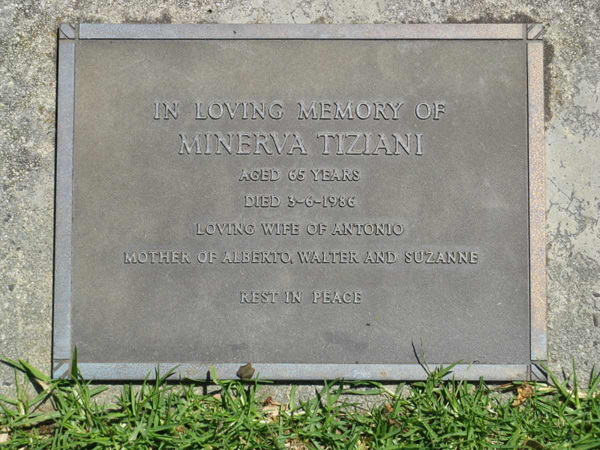 IN LOVING MEMORY OF
MINERVA TIZIANI
AGED 65 YEARS
DIED 3-6-1986
LOVING WIFE OF ANTONIO
MOTHER OF ALBERTO, WALTER AND SUZANNE
REST IN PEACE